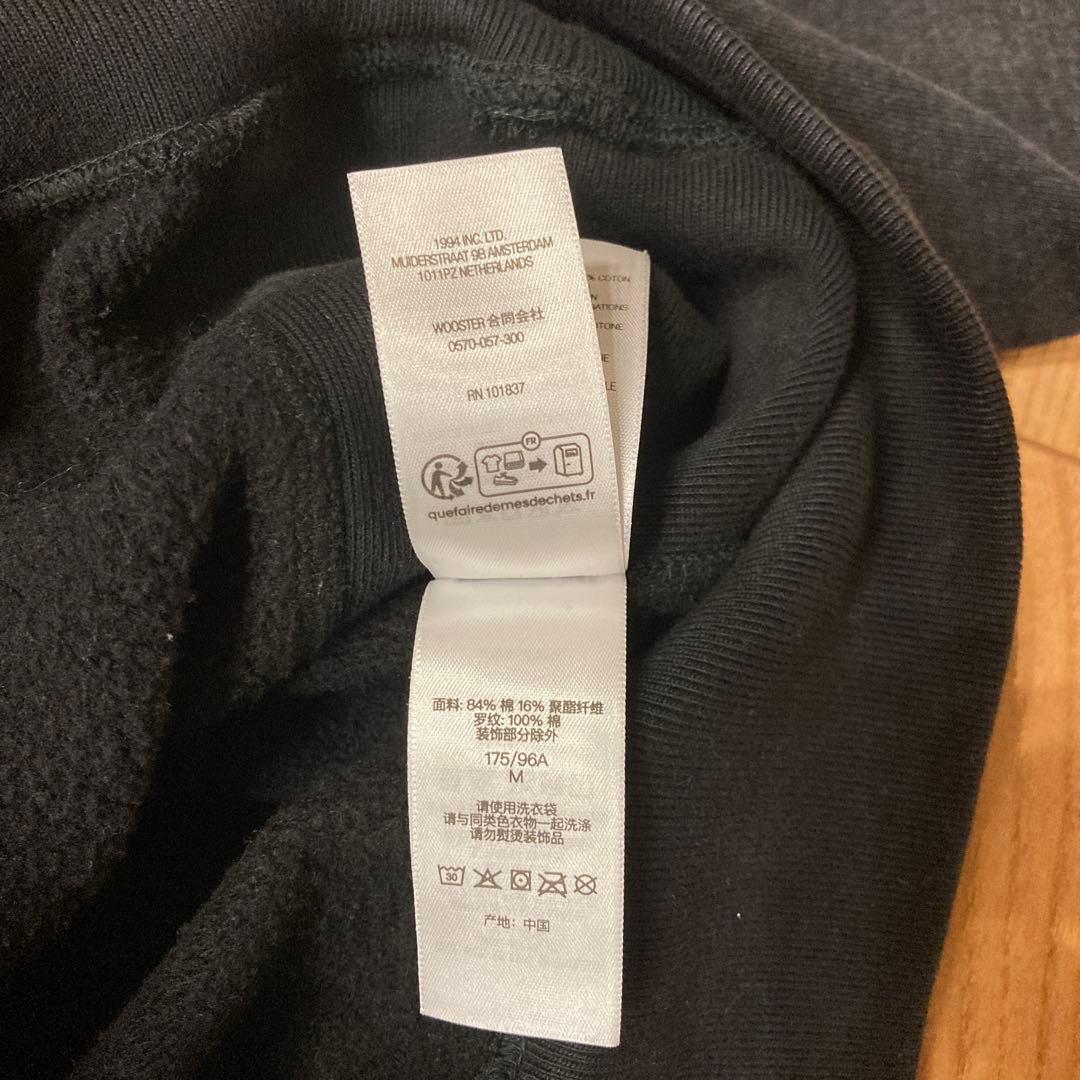 1994 INC. LTD.
MUIDERSTRAAT 9B AMSTERDAM
1011PZ NETHERLANDS
WOOSTER 合同会社
0570-057-300
RN 101837
FR
quefairedemesdechets.fr
% COTON
面料: 84% 棉 16% 聚酯纤维
罗纹: 100% 棉
装饰部分除外
175/96A
M
请使用洗衣袋
请与同类色衣物一起洗涤
请勿熨烫装饰品
30
产地: 中国